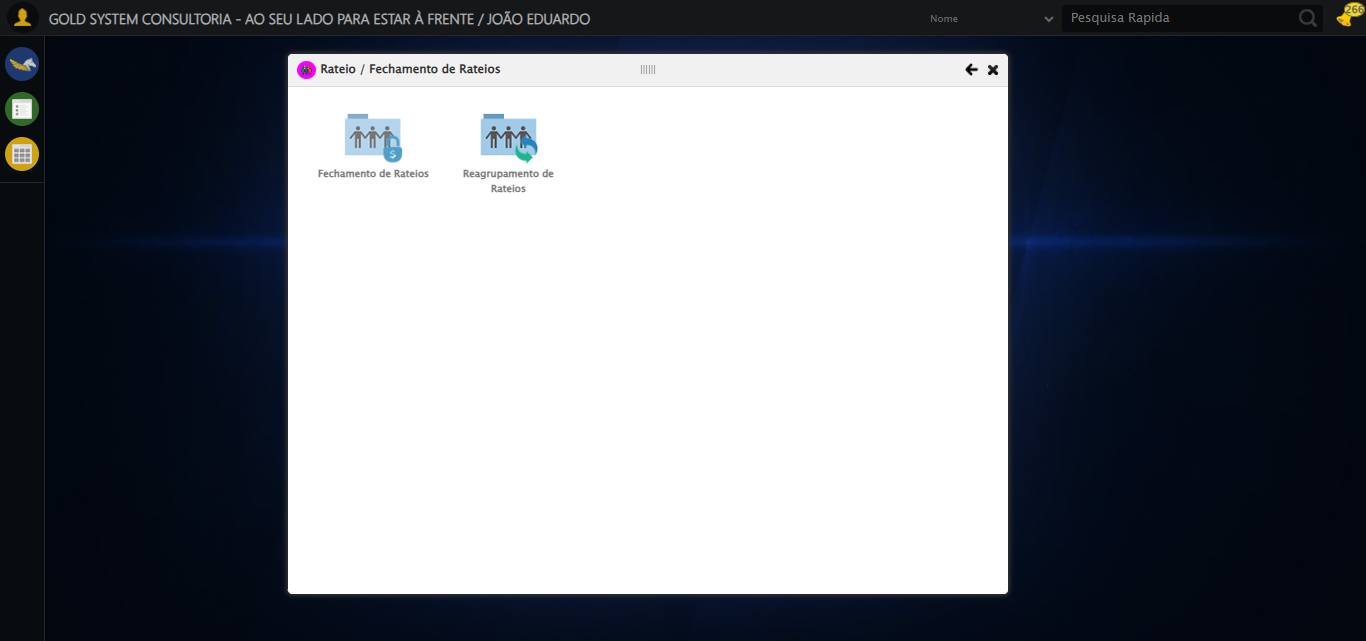 GOLD SYSTEM CONSULTORIA - AO SEU LADO PARA ESTAR À FRENTE / JOÃO EDUARDO
Nome
Pesquisa Rapida
266
Rateio / Fechamento de Rateios
Fechamento de Rateios
Reagrupamento de
Rateios